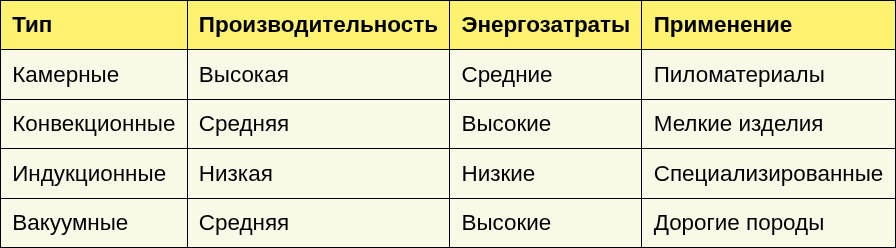 Тип Производительность Энергозатраты Применение
Камерные Высокая Средние Пиломатериалы
Конвекционные Средняя Высокие Мелкие изделия
Индукционные Низкая Низкие Специализированные
Вакуумные Средняя Высокие Дорогие породы